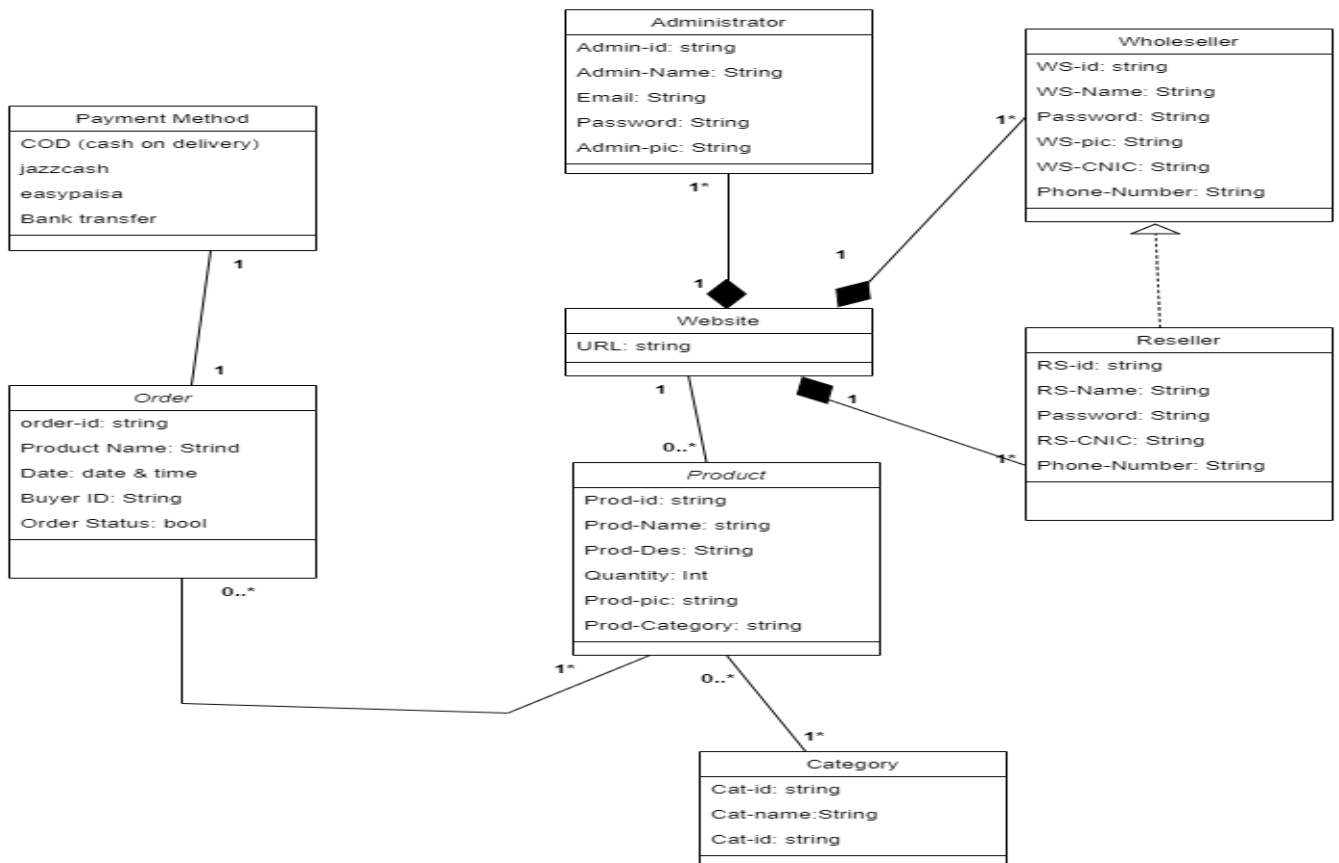 Administrator
Admin-id: string
Admin-Name: String
Email: String
Password: String
Admin-pic: String
1*
Wholeseller
WS-id: string
WS-Name: String
Password: String
WS-pic: String
WS-CNIC: String
Phone-Number: String
1*
1
1
Payment Method
COD (cash on delivery)
jazzcash
easypaisa
Bank transfer
1
1
Website
URL: string
1
1
1*
0..*
Reseller
RS-id: string
RS-Name: String
Password: String
RS-CNIC: String
Phone-Number: String
Order
order-id: string
Product Name: Strind
Date: date & time
Buyer ID: String
Order Status: bool
0..*
Product
Prod-id: string
Prod-Name: string
Prod-Des: String
Quantity: Int
Prod-pic: string
Prod-Category: string
1*
0..*
1*
Category
Cat-id: string
Cat-name:String
Cat-id: string